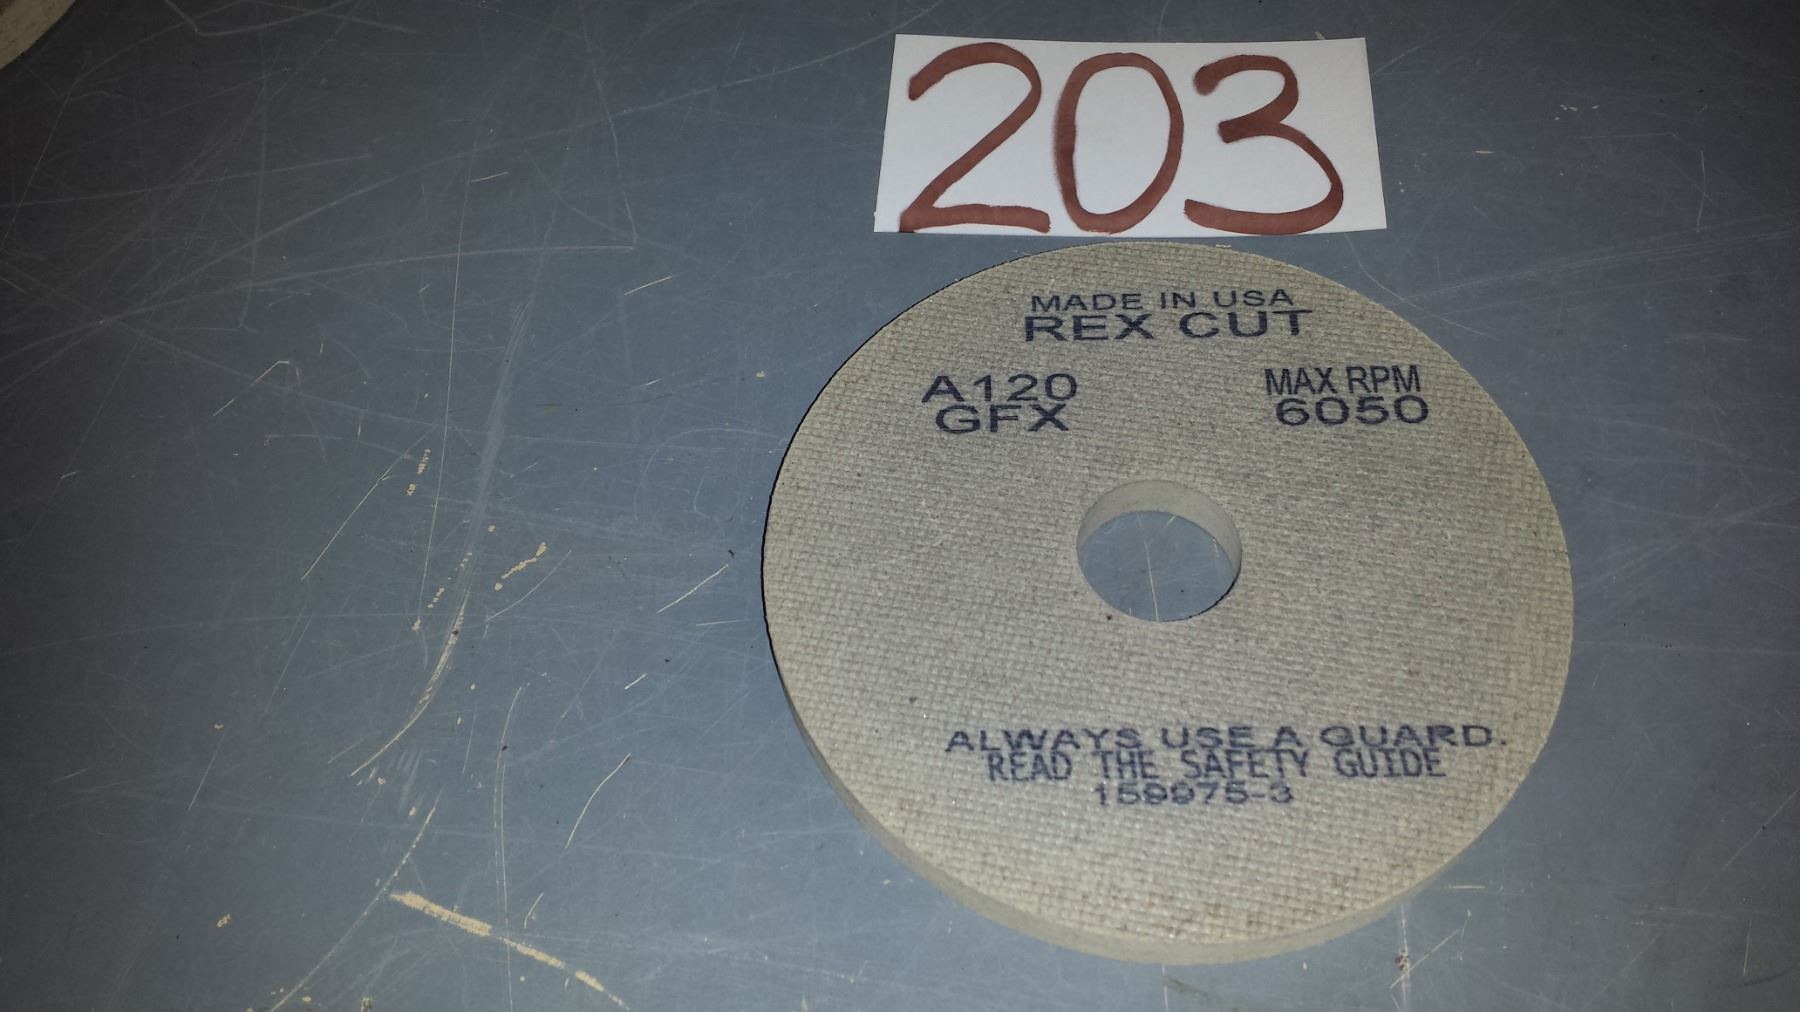 203
MADE IN USA
REX CUT
A120
GFX
MAX RPM
6050
ALWAYS USE A GUARD.
READ THE SAFETY GUIDE
159975-3